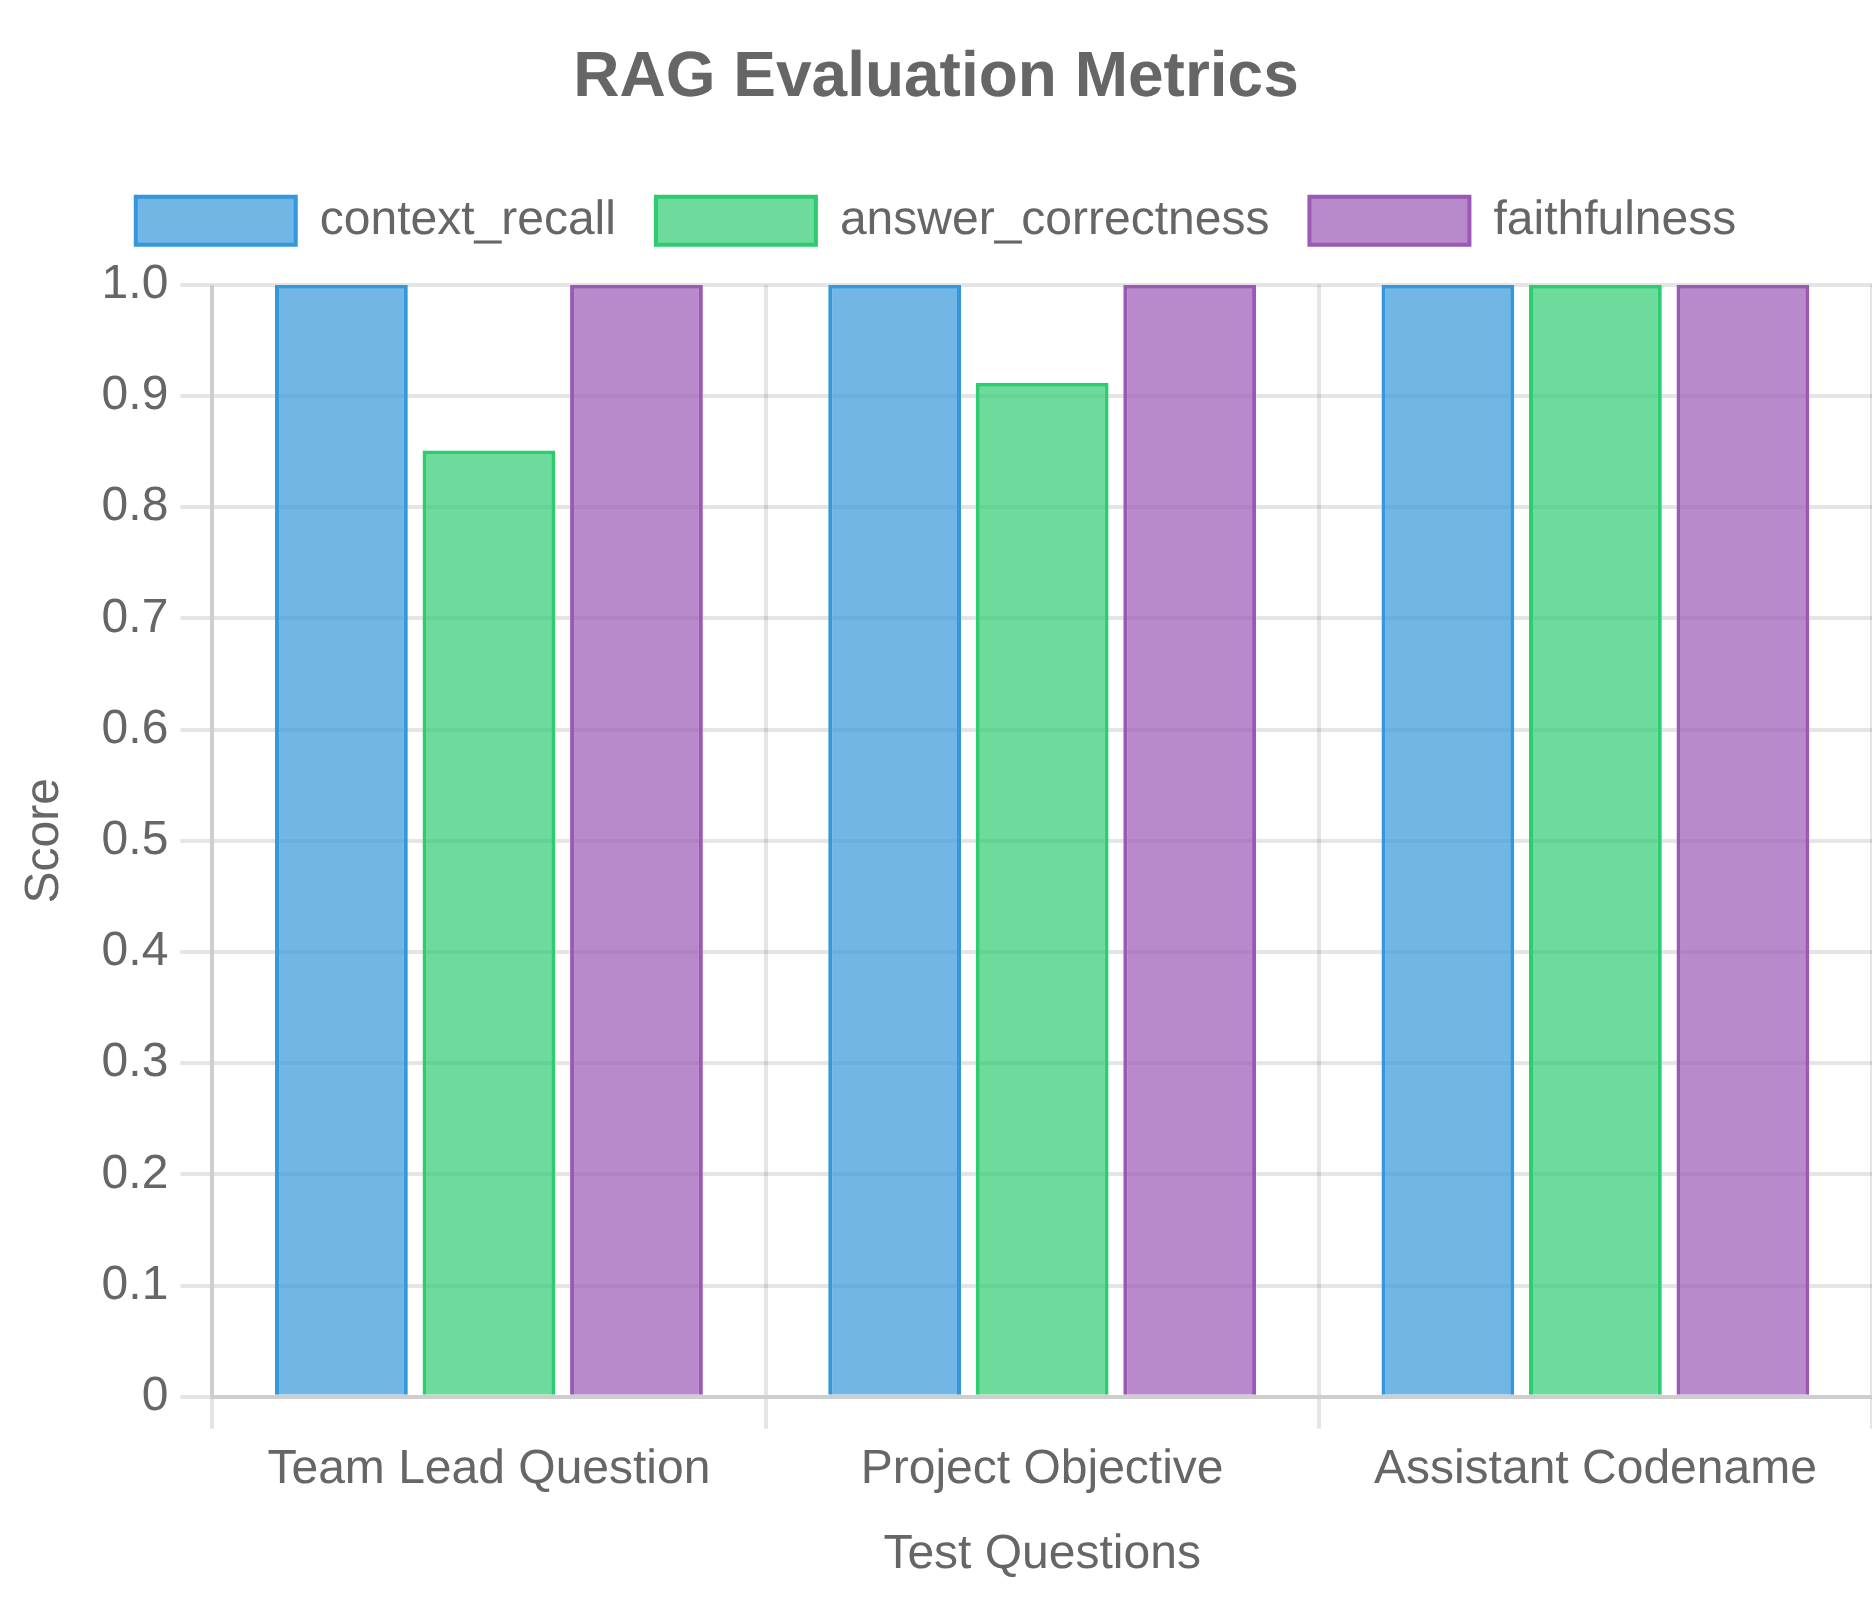 RAG Evaluation Metrics
context_recall answer_correctness faithfulness
1.0
0.9
0.8
0.7
0.6
0.5
0.4
0.3
0.2
0.1
0
Score
Team Lead Question Project Objective Assistant Codename
Test Questions